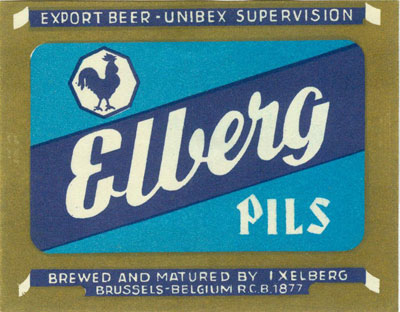 EXPORT BEER - UNIBEX SUPERVISION
Elberg
PILS
BREWED AND MATURED BY IXELBERG
BRUSSELS-BELGIUM R.C.B. 1877